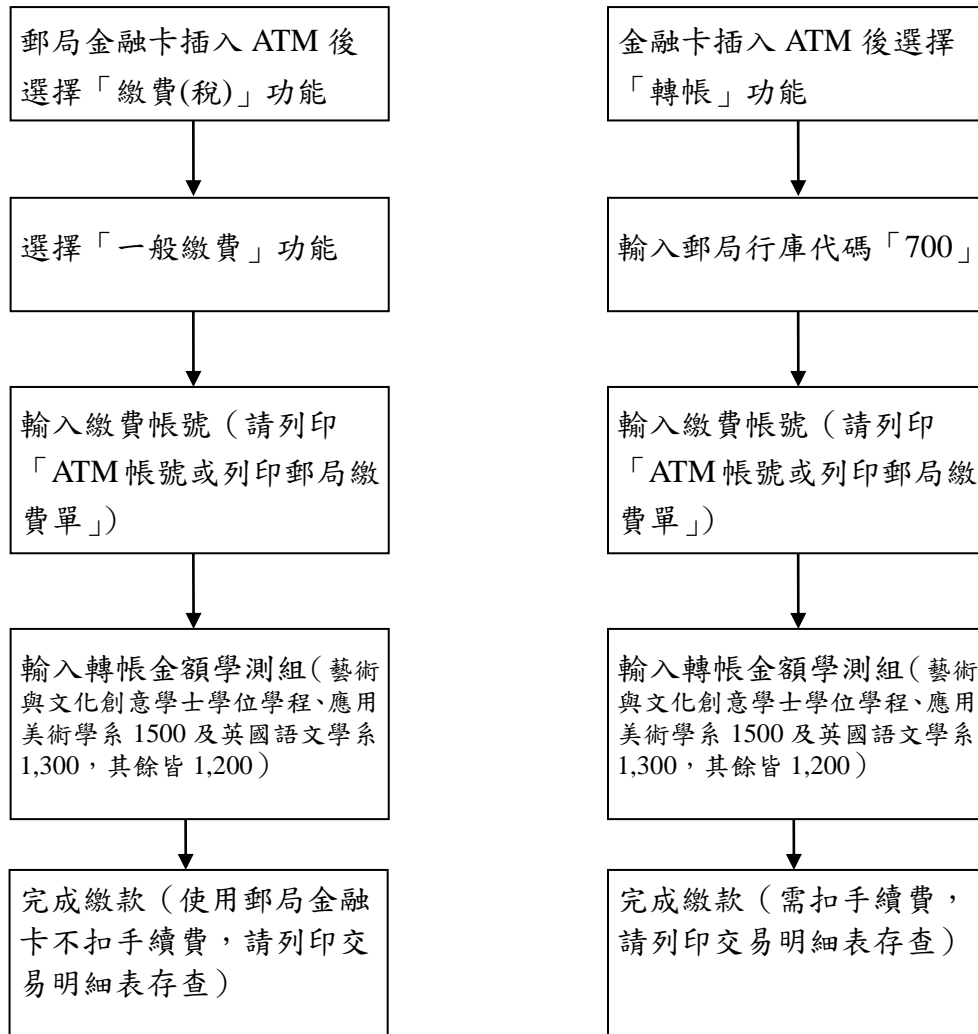 郵局金融卡插入 ATM 後
選擇「繳費(稅)」功能
選擇「一般繳費」功能
輸入繳費帳號（請列印
「ATM 帳號或列印郵局繳
費單」）
輸入轉帳金額學測組（藝術
與文化創意學士學位學程、應用
美術學系 1500 及英國語文學系
1,300，其餘皆 1,200）
完成繳款（使用郵局金融
卡不扣手續費，請列印交
易明細表存查）
金融卡插入 ATM 後選擇
「轉帳」功能
輸入郵局行庫代碼「700」
輸入繳費帳號（請列印
「ATM 帳號或列印郵局繳
費單」）
輸入轉帳金額學測組（藝術
與文化創意學士學位學程、應用
美術學系 1500 及英國語文學系
1,300，其餘皆 1,200）
完成繳款（需扣手續費，
請列印交易明細表存查）